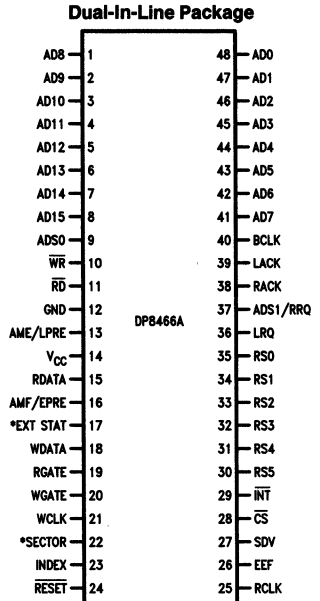 Dual-In-Line Package
AD8 1 48 AD0
AD9 2 47 AD1
AD10 3 46 AD2
AD11 4 45 AD3
AD12 5 44 AD4
AD13 6 43 AD5
AD14 7 42 AD6
AD15 8 41 AD7
ADS0 9 40 BCLK
W̅R̅ 10 39 LACK
R̅D̅ 11 38 RACK
GND 12 37 ADS1/RRQ
DP8466A
AME/LPRE 13 36 LRQ
VCC 14 35 RS0
RDATA 15 34 RS1
AMF/EPRE 16 33 RS2
*EXT STAT 17 32 RS3
WDATA 18 31 RS4
RGATE 19 30 RS5
WGATE 20 29 I̅N̅T̅
WCLK 21 28 C̅S̅
*SECTOR 22 27 SDV
INDEX 23 26 EEF
R̅E̅S̅E̅T̅ 24 25 RCLK